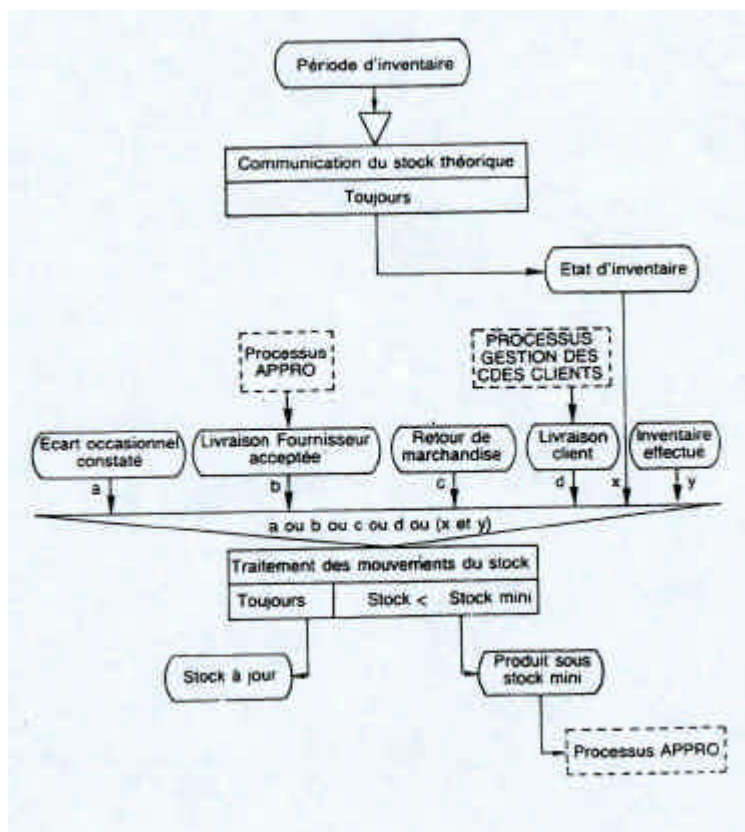 Période d'inventaire
Communication du stock théorique
Toujours
Etat d'inventaire
Processus
APPRO
PROCESSUS
GESTION DES
CDES CLIENTS
Ecart occasionnel
constaté
Livraison Fournisseur
acceptée
Retour de
marchandise
Livraison
client
Inventaire
effectué
a
b
c
d
x
y
a ou b ou c ou d ou (x et y)
Traitement des mouvements du stock
Toujours
Stock < Stock mini
Stock à jour
Produit sous
stock mini
Processus APPRO